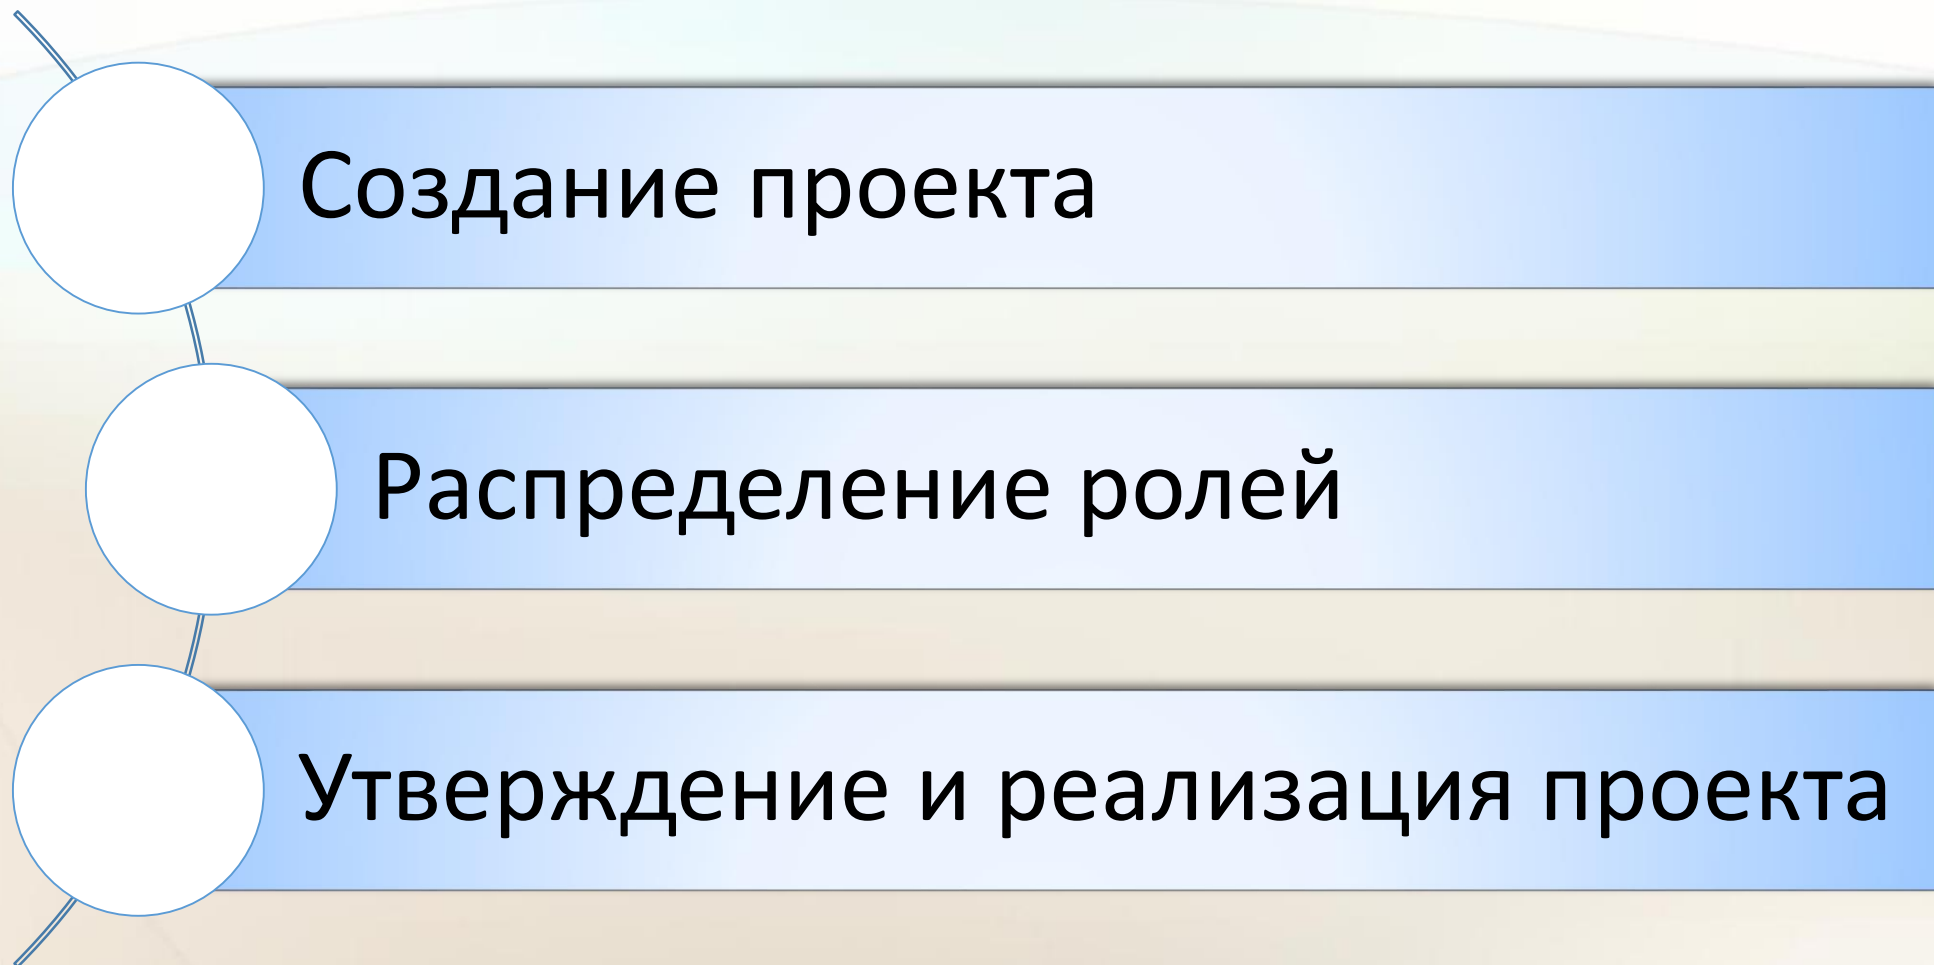 Создание проекта
Распределение ролей
Утверждение и реализация проекта